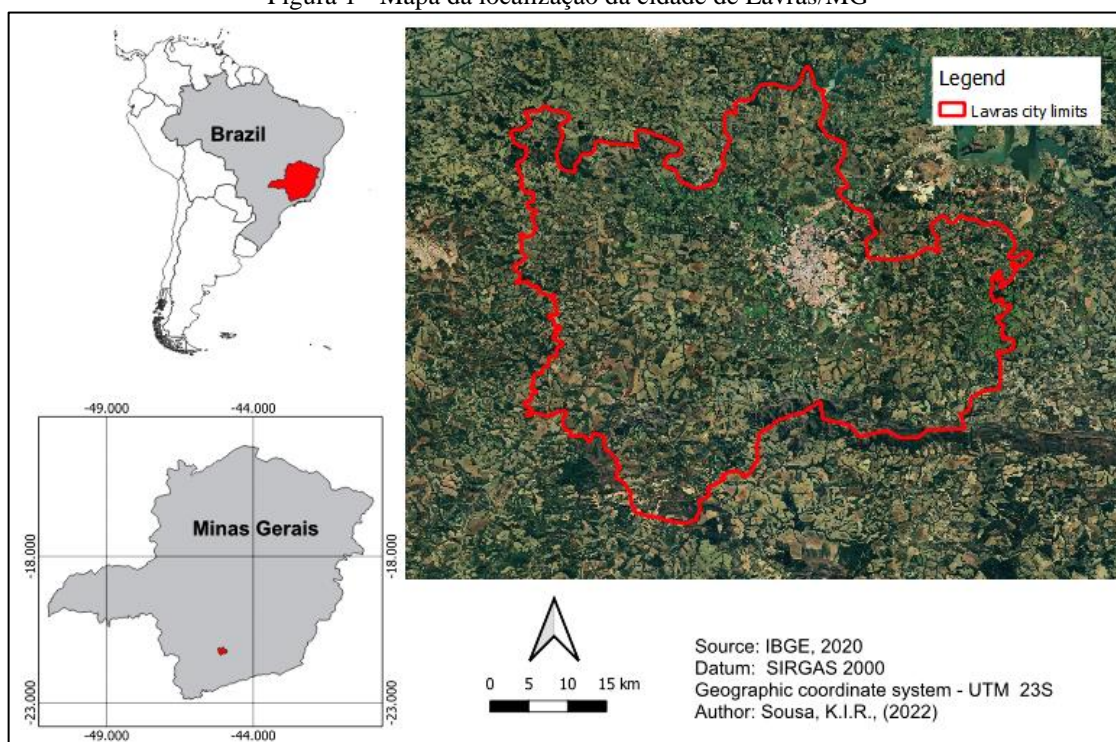 Figura 1 - Mapa da localização da cidade de Lavras/MG
Brazil
Legend
Lavras city limits
-49.000
-44.000
Minas Gerais
-18.000
-18.000
-23.000
-23.000
-49.000
-44.000
0 5 10 15 km
Source: IBGE, 2020
Datum: SIRGAS 2000
Geographic coordinate system - UTM 23S
Author: Sousa, K.I.R., (2022)